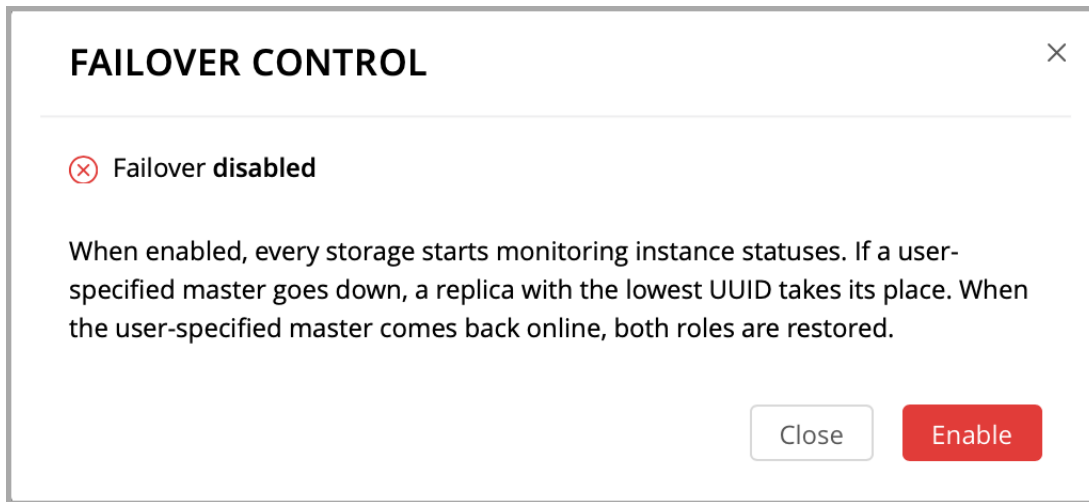 FAILOVER CONTROL
Failover disabled
When enabled, every storage starts monitoring instance statuses. If a user-
specified master goes down, a replica with the lowest UUID takes its place. When
the user-specified master comes back online, both roles are restored.
Close
Enable